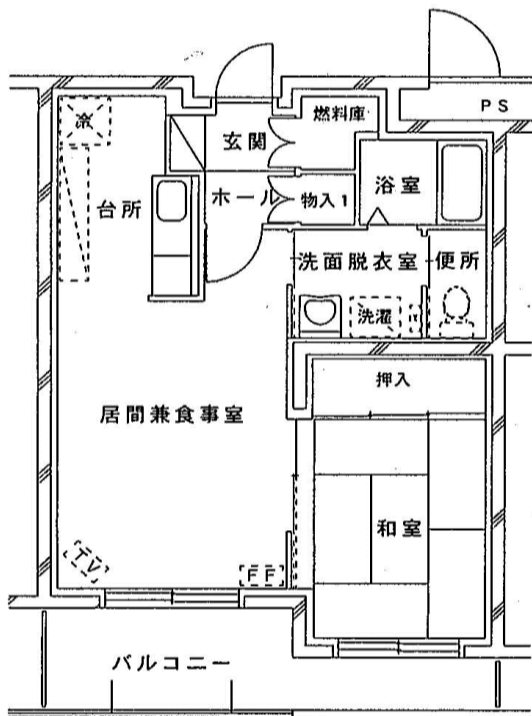 PS
燃料庫
冷
玄関
浴室
台所
ホール
物入1
洗面脱衣室
便所
洗濯
押入
居間兼食事室
和室
TV
FF
バルコニー